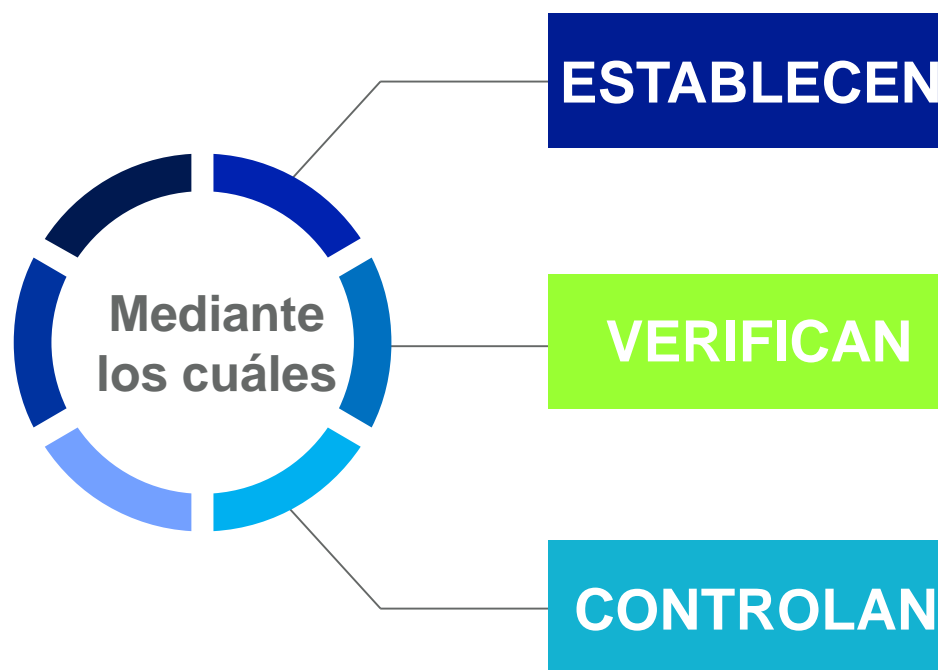 ESTABLECEN
Mediante
los cuáles
VERIFICAN
CONTROLAN